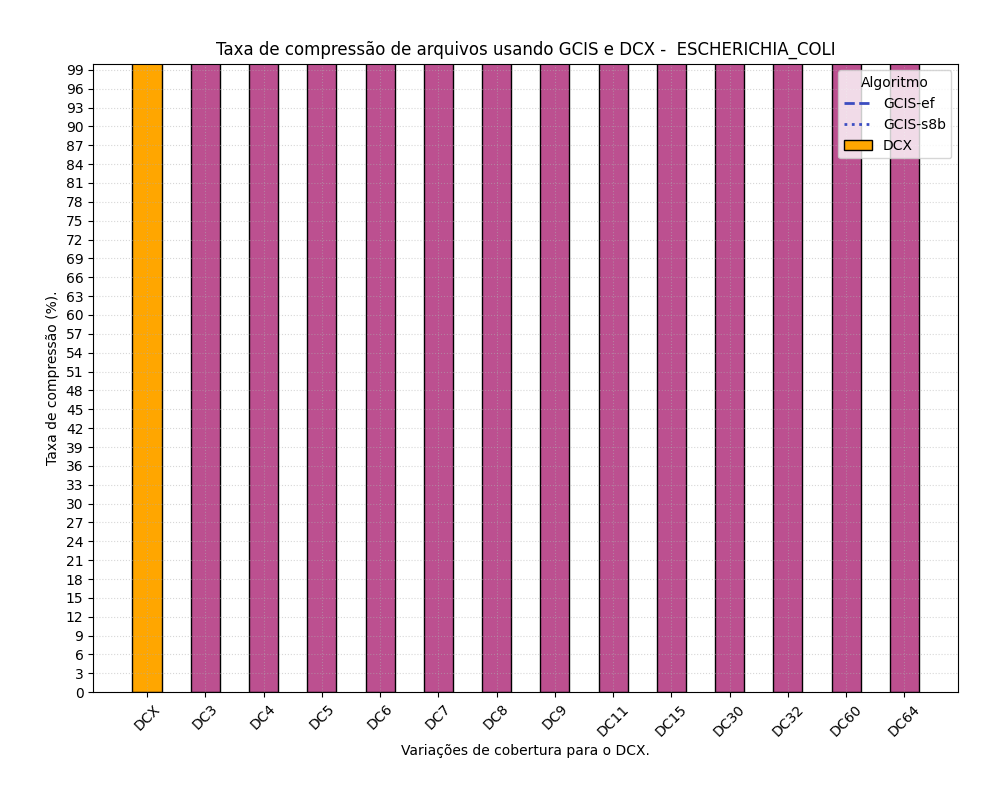 Taxa de compressão de arquivos usando GCIS e DCX -  ESCHERICHIA_COLI
Algoritmo
GCIS-ef
GCIS-s8b
DCX
Taxa de compressão (%).
99
96
93
90
87
84
81
78
75
72
69
66
63
60
57
54
51
48
45
42
39
36
33
30
27
24
21
18
15
12
9
6
3
0
DCX
DC3
DC4
DC5
DC6
DC7
DC8
DC9
DC11
DC15
DC30
DC32
DC60
DC64
Variações de cobertura para o DCX.